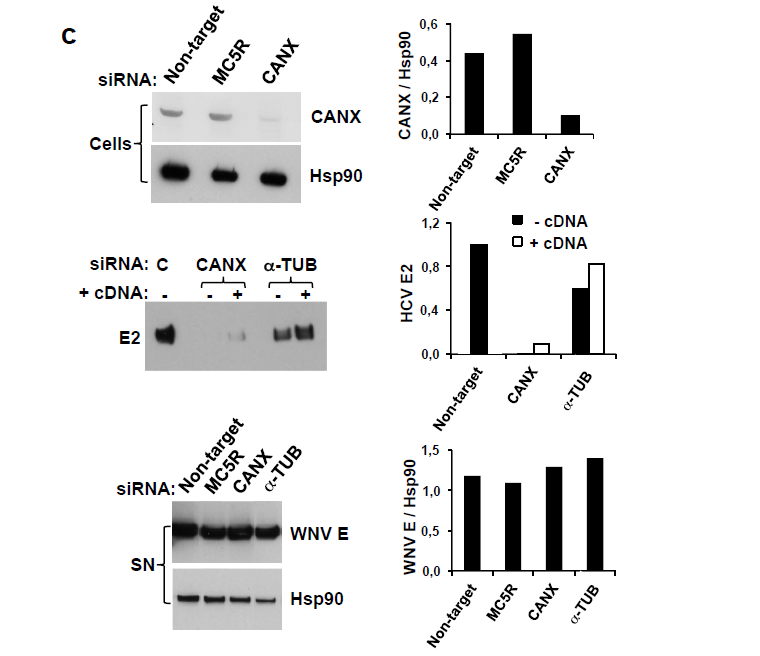 C
siRNA: Non-target MC5R CANX
Cells
CANX
Hsp90
CANX / Hsp90
0,6
0,4
0,2
0,0
Non-target MC5R CANX
siRNA: C CANX α-TUB
+ cDNA: - - + - +
E2
HCV E2
1,2
0,8
0,4
0,0
- cDNA
+ cDNA
Non-target CANX α-TUB
siRNA: Non-target MC5R CANX α-TUB
SN
WNV E
Hsp90
WNV E / Hsp90
1,5
1,0
0,5
0,0
Non-target MC5R CANX α-TUB